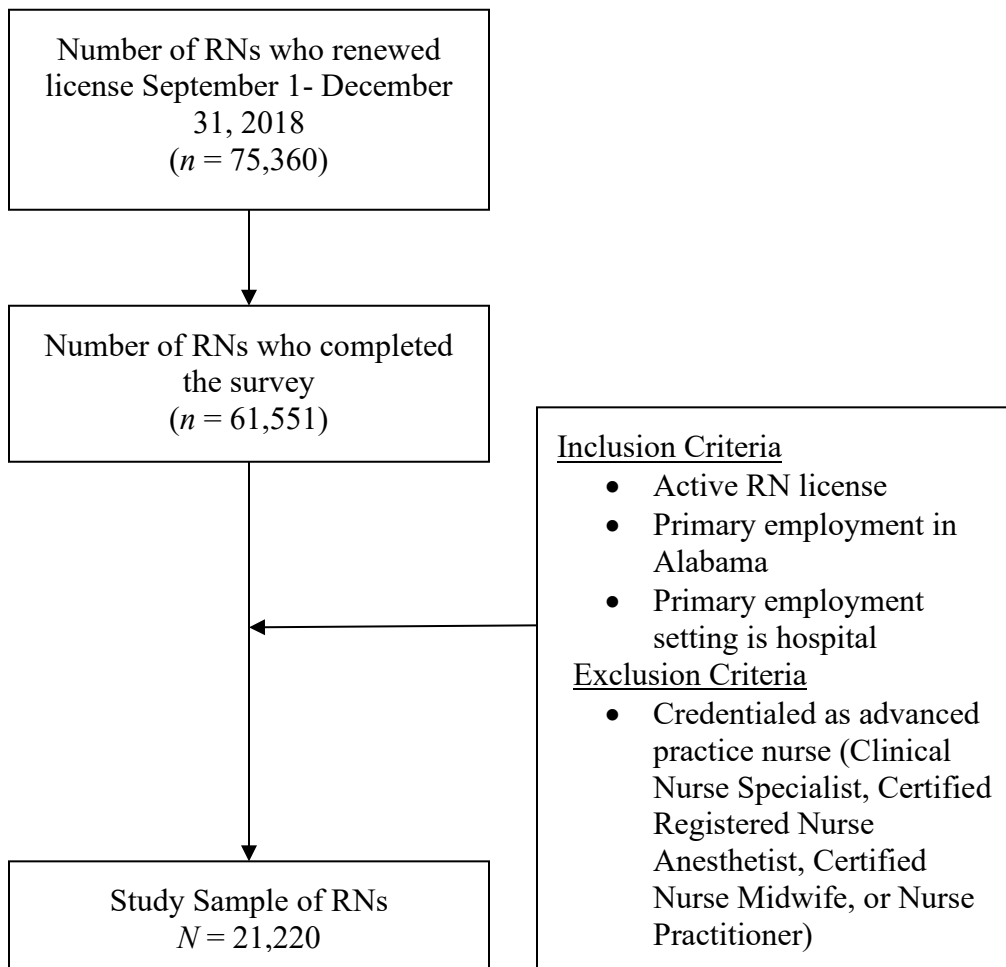 Number of RNs who renewed
license September 1- December
31, 2018
(n = 75,360)
Number of RNs who completed
the survey
(n = 61,551)
Inclusion Criteria
• Active RN license
• Primary employment in
Alabama
• Primary employment
setting is hospital
Exclusion Criteria
• Credentialed as advanced
practice nurse (Clinical
Nurse Specialist, Certified
Registered Nurse
Anesthetist, Certified
Nurse Midwife, or Nurse
Practitioner)
Study Sample of RNs
N = 21,220